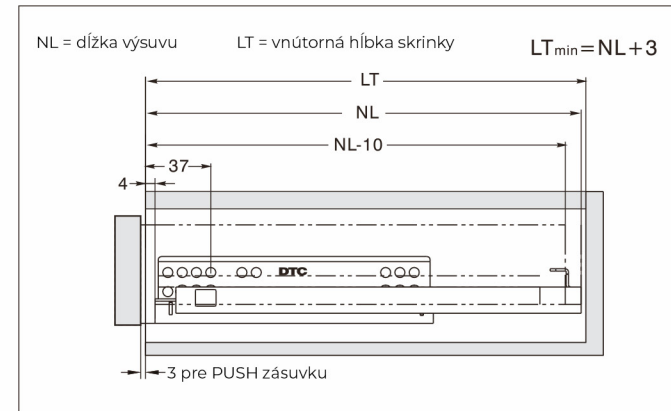 NL = dĺžka výsuvu LT = vnútorná hĺbka skrinky LTmin=NL+3
LT
NL
NL-10
37
4
DTC
3 pre PUSH zásuvku